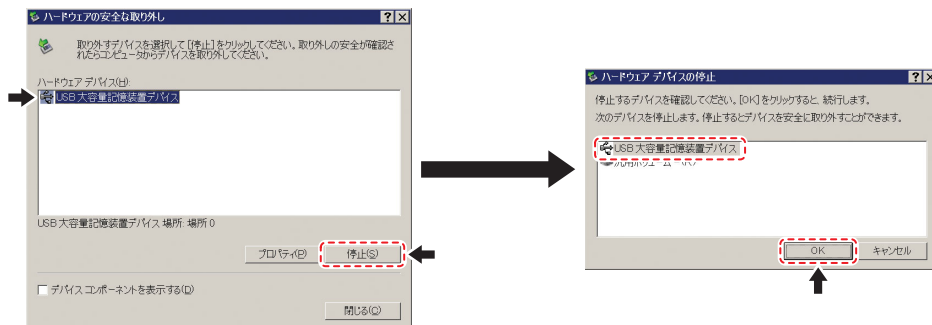 ハードウェアの安全な取り外し
取り外すデバイスを選択して [停止] をクリックしてください。取り外しの安全が確認さ
れたらコンピュータからデバイスを取り外してください。
ハードウェア デバイス(H):
USB 大容量記憶装置デバイス
USB 大容量記憶装置デバイス 場所: 場所 0
プロパティ(P)
停止(S)
デバイス コンポーネントを表示する(D)
閉じる(C)
ハードウェア デバイスの停止
停止するデバイスを確認してください。[OK] をクリックすると、続行します。
次のデバイスを停止します。停止するとデバイスを安全に取り外すことができます。
USB 大容量記憶装置デバイス
汎用ボリューム - (K)
OK
キャンセル